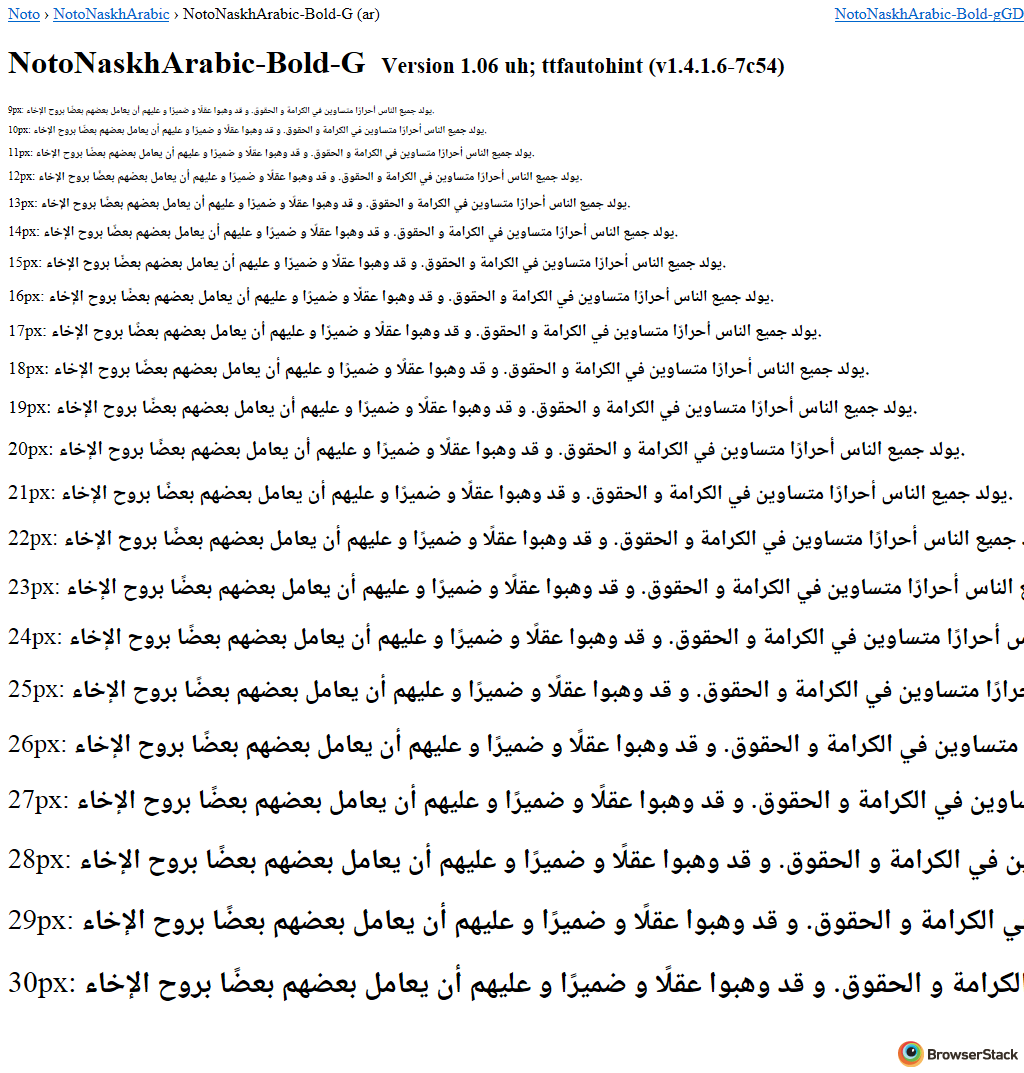 Noto › NotoNaskhArabic › NotoNaskhArabic-Bold-G (ar) NotoNaskhArabic-Bold-gGD
NotoNaskhArabic-Bold-G Version 1.06 uh; ttfautohint (v1.4.1.6-7c54)
9px: يولد جميع الناس أحرارًا متساوين في الكرامة و الحقوق. و قد وهبوا عقلًا و ضميرًا و عليهم أن يعامل بعضهم بعضًا بروح الإخاء.
10px: يولد جميع الناس أحرارًا متساوين في الكرامة و الحقوق. و قد وهبوا عقلًا و ضميرًا و عليهم أن يعامل بعضهم بعضًا بروح الإخاء.
11px: يولد جميع الناس أحرارًا متساوين في الكرامة و الحقوق. و قد وهبوا عقلًا و ضميرًا و عليهم أن يعامل بعضهم بعضًا بروح الإخاء.
12px: يولد جميع الناس أحرارًا متساوين في الكرامة و الحقوق. و قد وهبوا عقلًا و ضميرًا و عليهم أن يعامل بعضهم بعضًا بروح الإخاء.
13px: يولد جميع الناس أحرارًا متساوين في الكرامة و الحقوق. و قد وهبوا عقلًا و ضميرًا و عليهم أن يعامل بعضهم بعضًا بروح الإخاء.
14px: يولد جميع الناس أحرارًا متساوين في الكرامة و الحقوق. و قد وهبوا عقلًا و ضميرًا و عليهم أن يعامل بعضهم بعضًا بروح الإخاء.
15px: يولد جميع الناس أحرارًا متساوين في الكرامة و الحقوق. و قد وهبوا عقلًا و ضميرًا و عليهم أن يعامل بعضهم بعضًا بروح الإخاء.
16px: يولد جميع الناس أحرارًا متساوين في الكرامة و الحقوق. و قد وهبوا عقلًا و ضميرًا و عليهم أن يعامل بعضهم بعضًا بروح الإخاء.
17px: يولد جميع الناس أحرارًا متساوين في الكرامة و الحقوق. و قد وهبوا عقلًا و ضميرًا و عليهم أن يعامل بعضهم بعضًا بروح الإخاء.
18px: يولد جميع الناس أحرارًا متساوين في الكرامة و الحقوق. و قد وهبوا عقلًا و ضميرًا و عليهم أن يعامل بعضهم بعضًا بروح الإخاء.
19px: يولد جميع الناس أحرارًا متساوين في الكرامة و الحقوق. و قد وهبوا عقلًا و ضميرًا و عليهم أن يعامل بعضهم بعضًا بروح الإخاء.
20px: يولد جميع الناس أحرارًا متساوين في الكرامة و الحقوق. و قد وهبوا عقلًا و ضميرًا و عليهم أن يعامل بعضهم بعضًا بروح الإخاء.
21px: يولد جميع الناس أحرارًا متساوين في الكرامة و الحقوق. و قد وهبوا عقلًا و ضميرًا و عليهم أن يعامل بعضهم بعضًا بروح الإخاء.
22px: جميع الناس أحرارًا متساوين في الكرامة و الحقوق. و قد وهبوا عقلًا و ضميرًا و عليهم أن يعامل بعضهم بعضًا بروح الإخاء
23px: الناس أحرارًا متساوين في الكرامة و الحقوق. و قد وهبوا عقلًا و ضميرًا و عليهم أن يعامل بعضهم بعضًا بروح الإخاء
24px: أحرارًا متساوين في الكرامة و الحقوق. و قد وهبوا عقلًا و ضميرًا و عليهم أن يعامل بعضهم بعضًا بروح الإخاء
25px: متساوين في الكرامة و الحقوق. و قد وهبوا عقلًا و ضميرًا و عليهم أن يعامل بعضهم بعضًا بروح الإخاء
26px: متساوين في الكرامة و الحقوق. و قد وهبوا عقلًا و ضميرًا و عليهم أن يعامل بعضهم بعضًا بروح الإخاء
27px: في الكرامة و الحقوق. و قد وهبوا عقلًا و ضميرًا و عليهم أن يعامل بعضهم بعضًا بروح الإخاء
28px: في الكرامة و الحقوق. و قد وهبوا عقلًا و ضميرًا و عليهم أن يعامل بعضهم بعضًا بروح الإخاء
29px: الكرامة و الحقوق. و قد وهبوا عقلًا و ضميرًا و عليهم أن يعامل بعضهم بعضًا بروح الإخاء
30px: الكرامة و الحقوق. و قد وهبوا عقلًا و ضميرًا و عليهم أن يعامل بعضهم بعضًا بروح الإخاء
BrowserStack